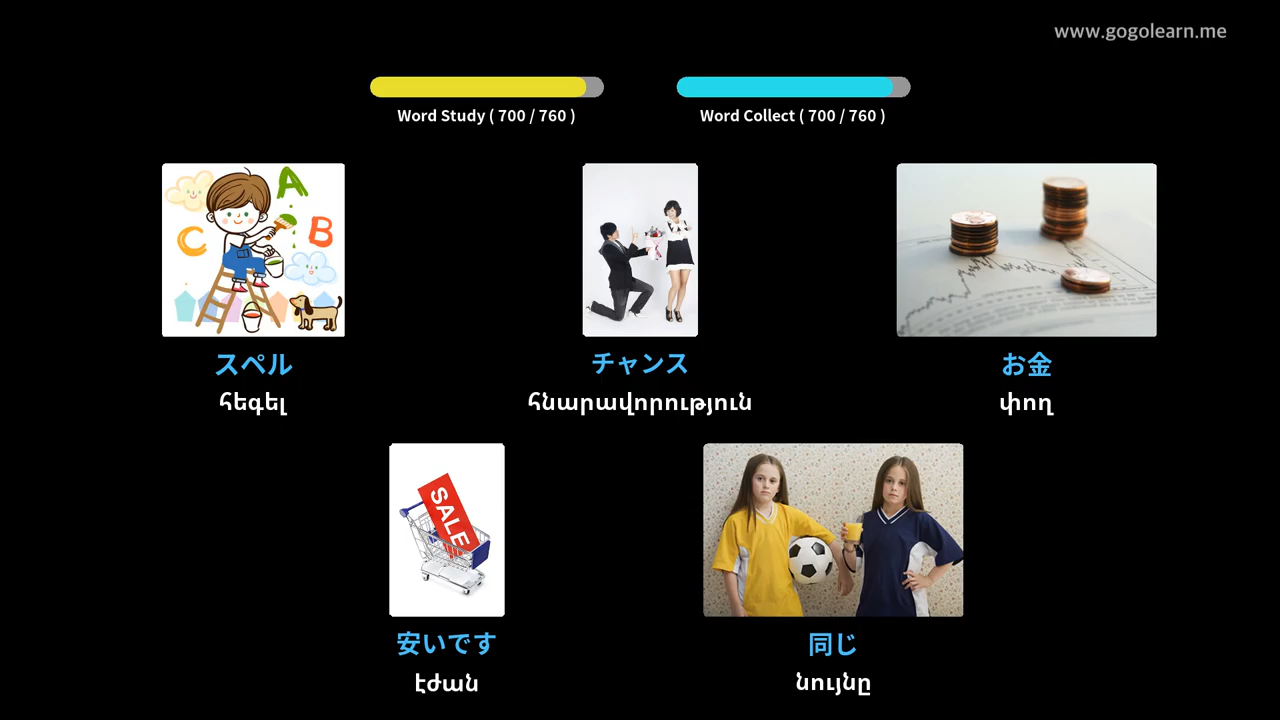 www.gogolearn.me
Word Study ( 700 / 760 )
Word Collect ( 700 / 760 )
A
B
C
スペル
հեգել
チャンス
հնարավորություն
お金
փող
SALE
安いです
էժան
同じ
նույնը